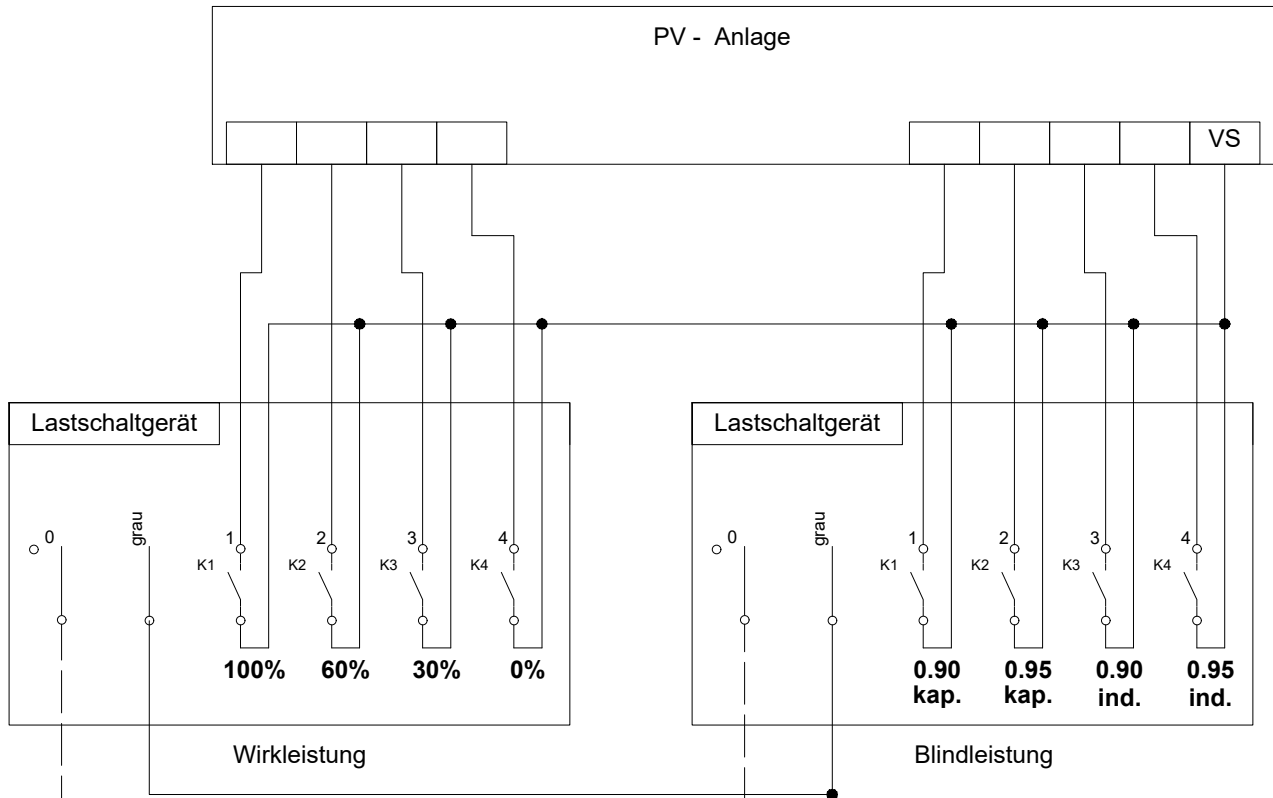 PV - Anlage
VS
Lastschaltgerät
Lastschaltgerät
0
grau
1
2
3
4
K1
K2
K3
K4
100%
60%
30%
0%
Wirkleistung
0
grau
1
2
3
4
K1
K2
K3
K4
0.90
kap.
0.95
kap.
0.90
ind.
0.95
ind.
Blindleistung